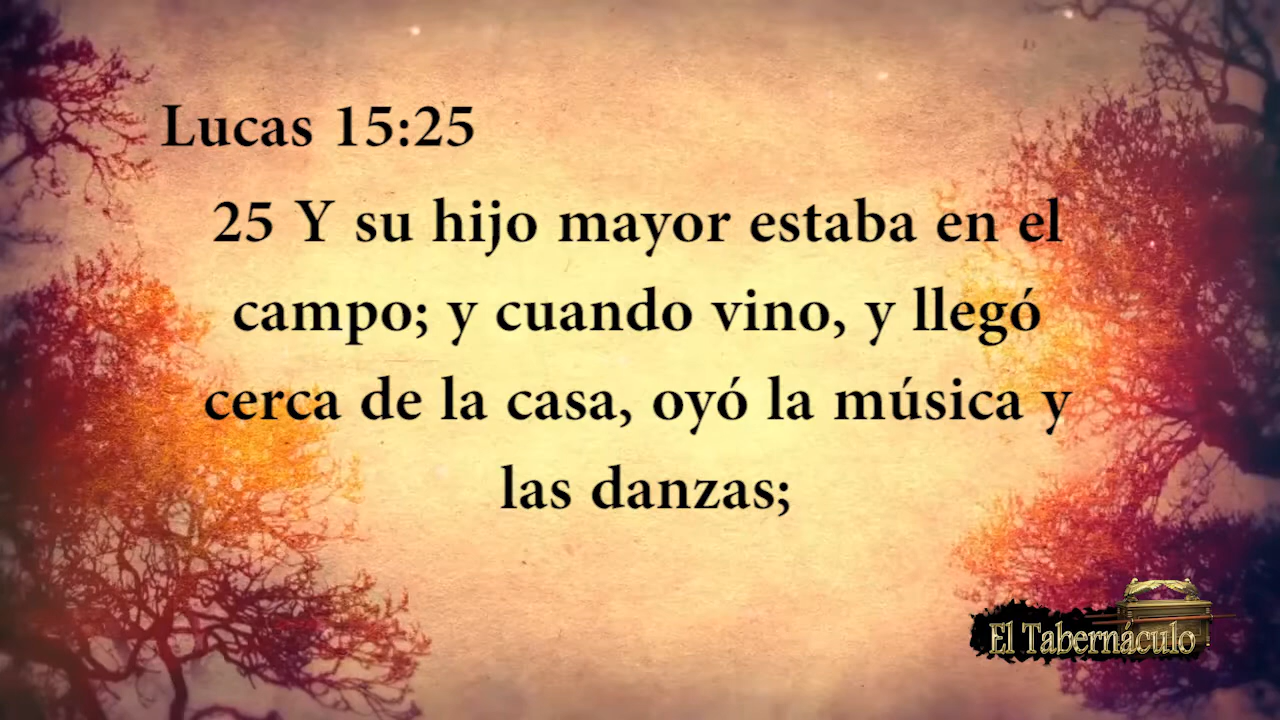 Lucas 15:25
25 Y su hijo mayor estaba en el
campo; y cuando vino, y llegó
cerca de la casa, oyó la música y
las danzas;
El Tabernáculo